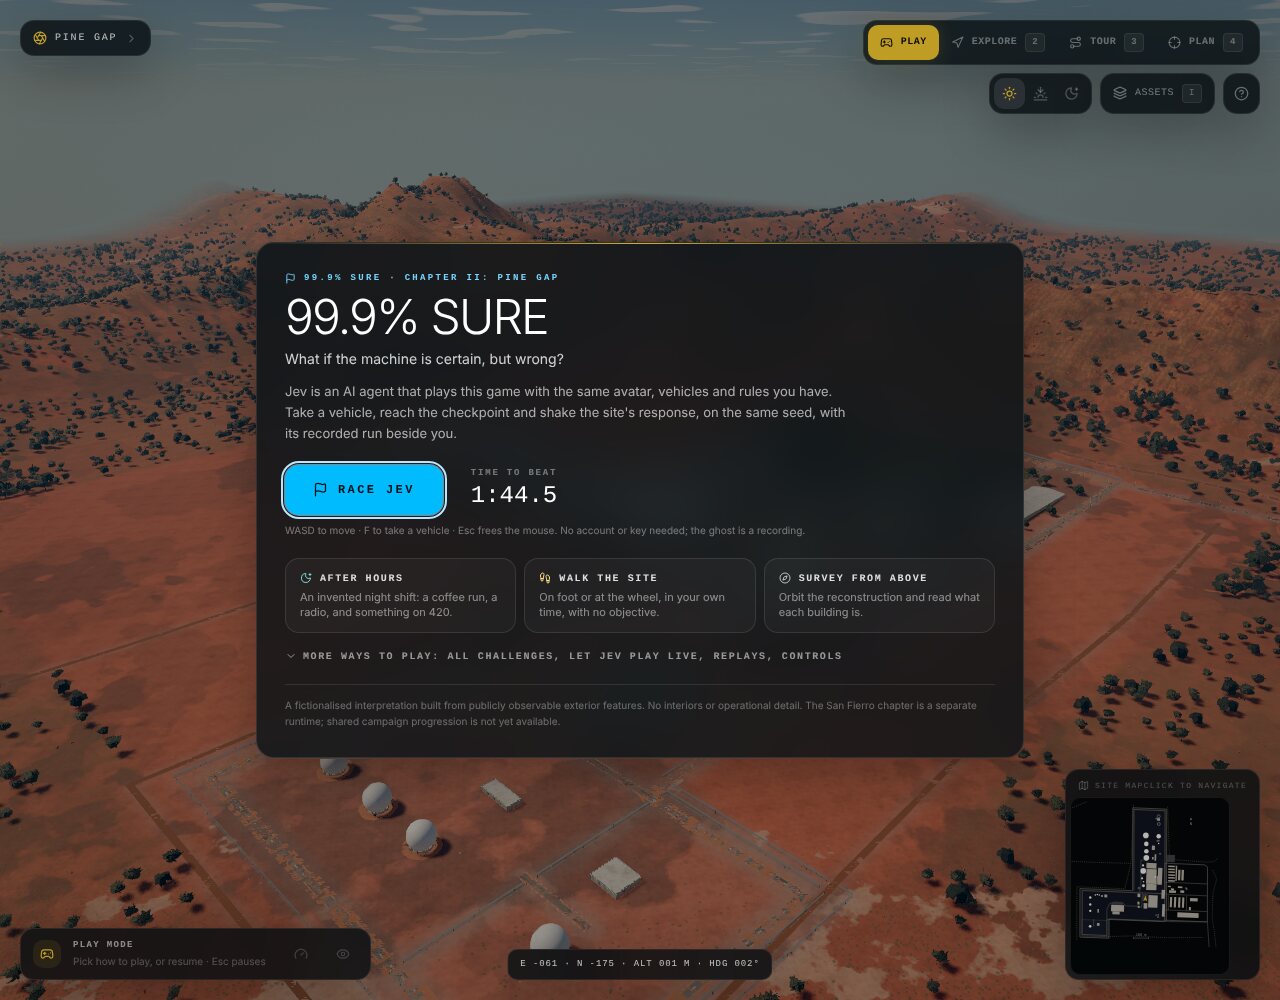 PINE GAP
PLAY
EXPLORE 2
TOUR 3
PLAN 4
ASSETS I
99.9% SURE · CHAPTER II: PINE GAP
99.9% SURE
What if the machine is certain, but wrong?
Jev is an AI agent that plays this game with the same avatar, vehicles and rules you have.
Take a vehicle, reach the checkpoint and shake the site's response, on the same seed, with
its recorded run beside you.
RACE JEV
TIME TO BEAT
1:44.5
WASD to move · F to take a vehicle · Esc frees the mouse. No account or key needed; the ghost is a recording.
AFTER HOURS
An invented night shift: a coffee run, a
radio, and something on 420.
WALK THE SITE
On foot or at the wheel, in your own
time, with no objective.
SURVEY FROM ABOVE
Orbit the reconstruction and read what
each building is.
MORE WAYS TO PLAY: ALL CHALLENGES, LET JEV PLAY LIVE, REPLAYS, CONTROLS
A fictionalised interpretation built from publicly observable exterior features. No interiors or operational detail. The San Fierro chapter is a separate
runtime; shared campaign progression is not yet available.
SITE MAP CLICK TO NAVIGATE
PLAY MODE
Pick how to play, or resume · Esc pauses
E -061 · N -175 · ALT 001 M · HDG 002°